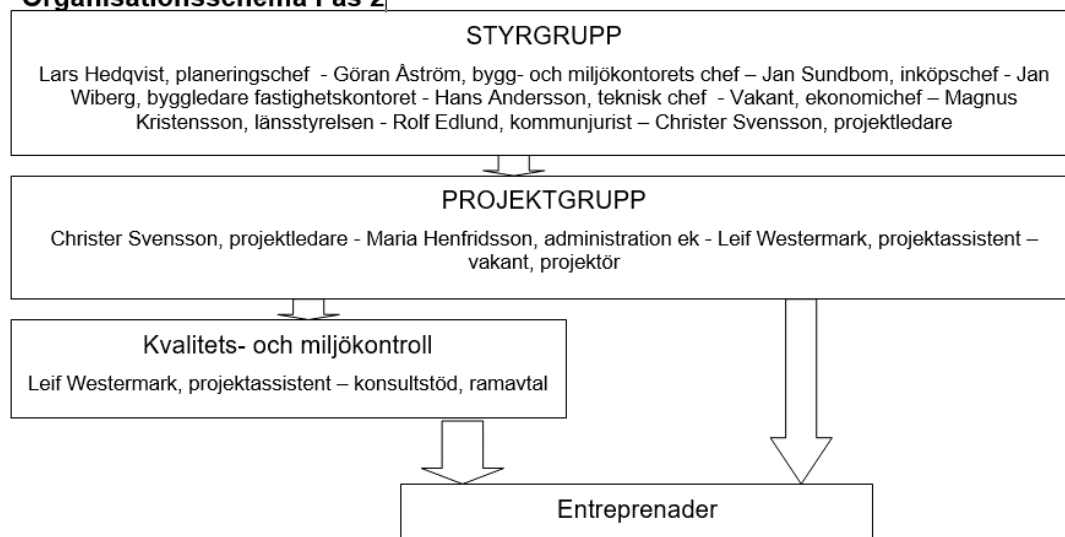 Organisationsschema Fas 2
STYRGRUPP
Lars Hedqvist, planeringschef - Göran Åström, bygg- och miljökontorets chef – Jan Sundbom, inköpschef - Jan
Wiberg, byggledare fastighetskontoret - Hans Andersson, teknisk chef - Vakant, ekonomichef – Magnus
Kristensson, länsstyrelsen - Rolf Edlund, kommunjurist – Christer Svensson, projektledare
PROJEKTGRUPP
Christer Svensson, projektledare - Maria Henfridsson, administration ek - Leif Westermark, projektassistent –
vakant, projektör
Kvalitets- och miljökontroll
Leif Westermark, projektassistent – konsultstöd, ramavtal
Entreprenader